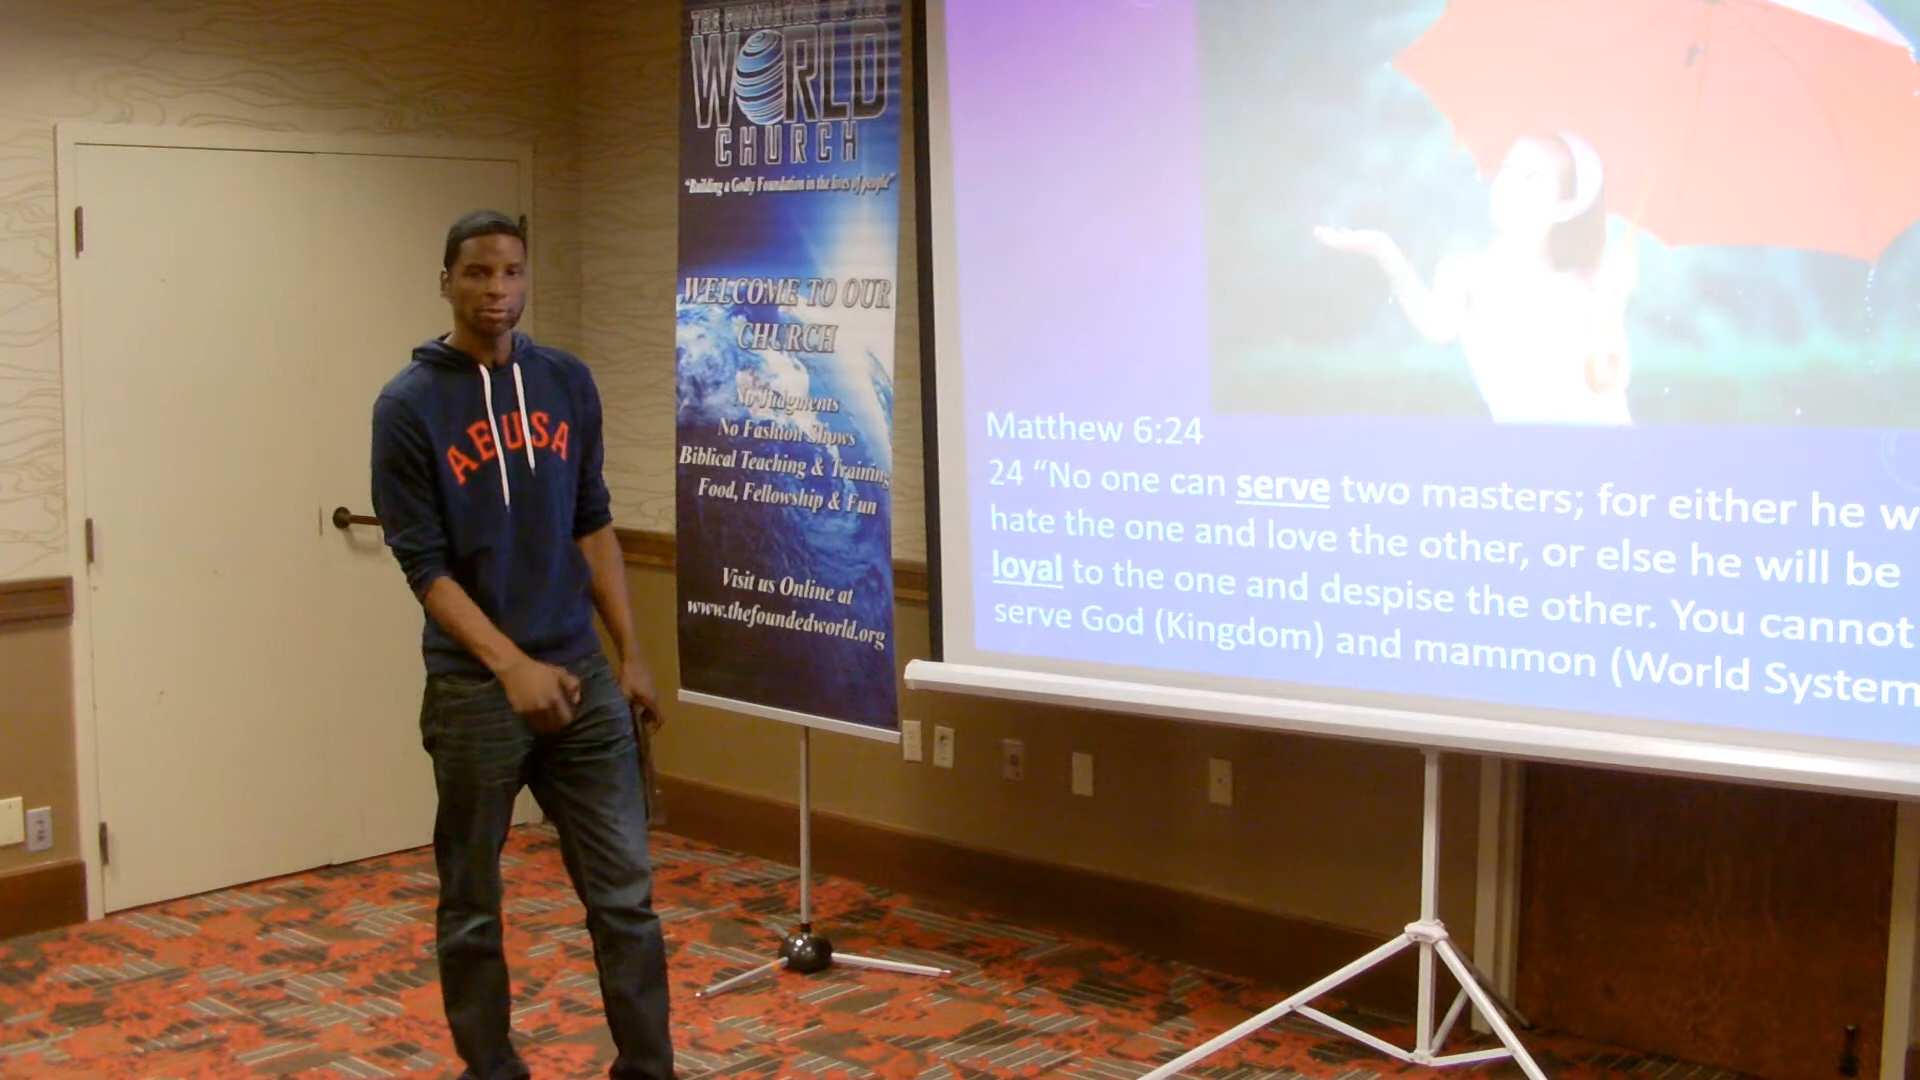 THE FOUNDATION OF THE
WORLD
CHURCH
"Building a Godly Foundation in the lives of people"
WELCOME TO OUR
CHURCH
No Judgments
No Fashion Shows
Biblical Teaching & Training
Food, Fellowship & Fun
Visit us Online at
www.thefoundedworld.org
ABUSA
Matthew 6:24
24 “No one can serve two masters; for either he w
hate the one and love the other, or else he will be
loyal to the one and despise the other. You cannot
serve God (Kingdom) and mammon (World System